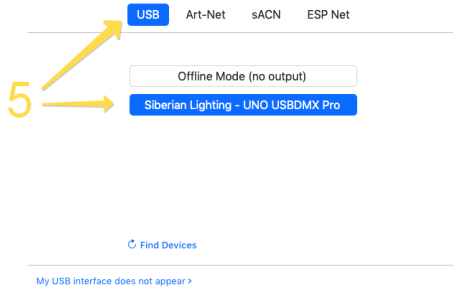 USB Art-Net sACN ESP Net
Offline Mode (no output)
5
Siberian Lighting - UNO USBDMX Pro
Find Devices
My USB interface does not appear >